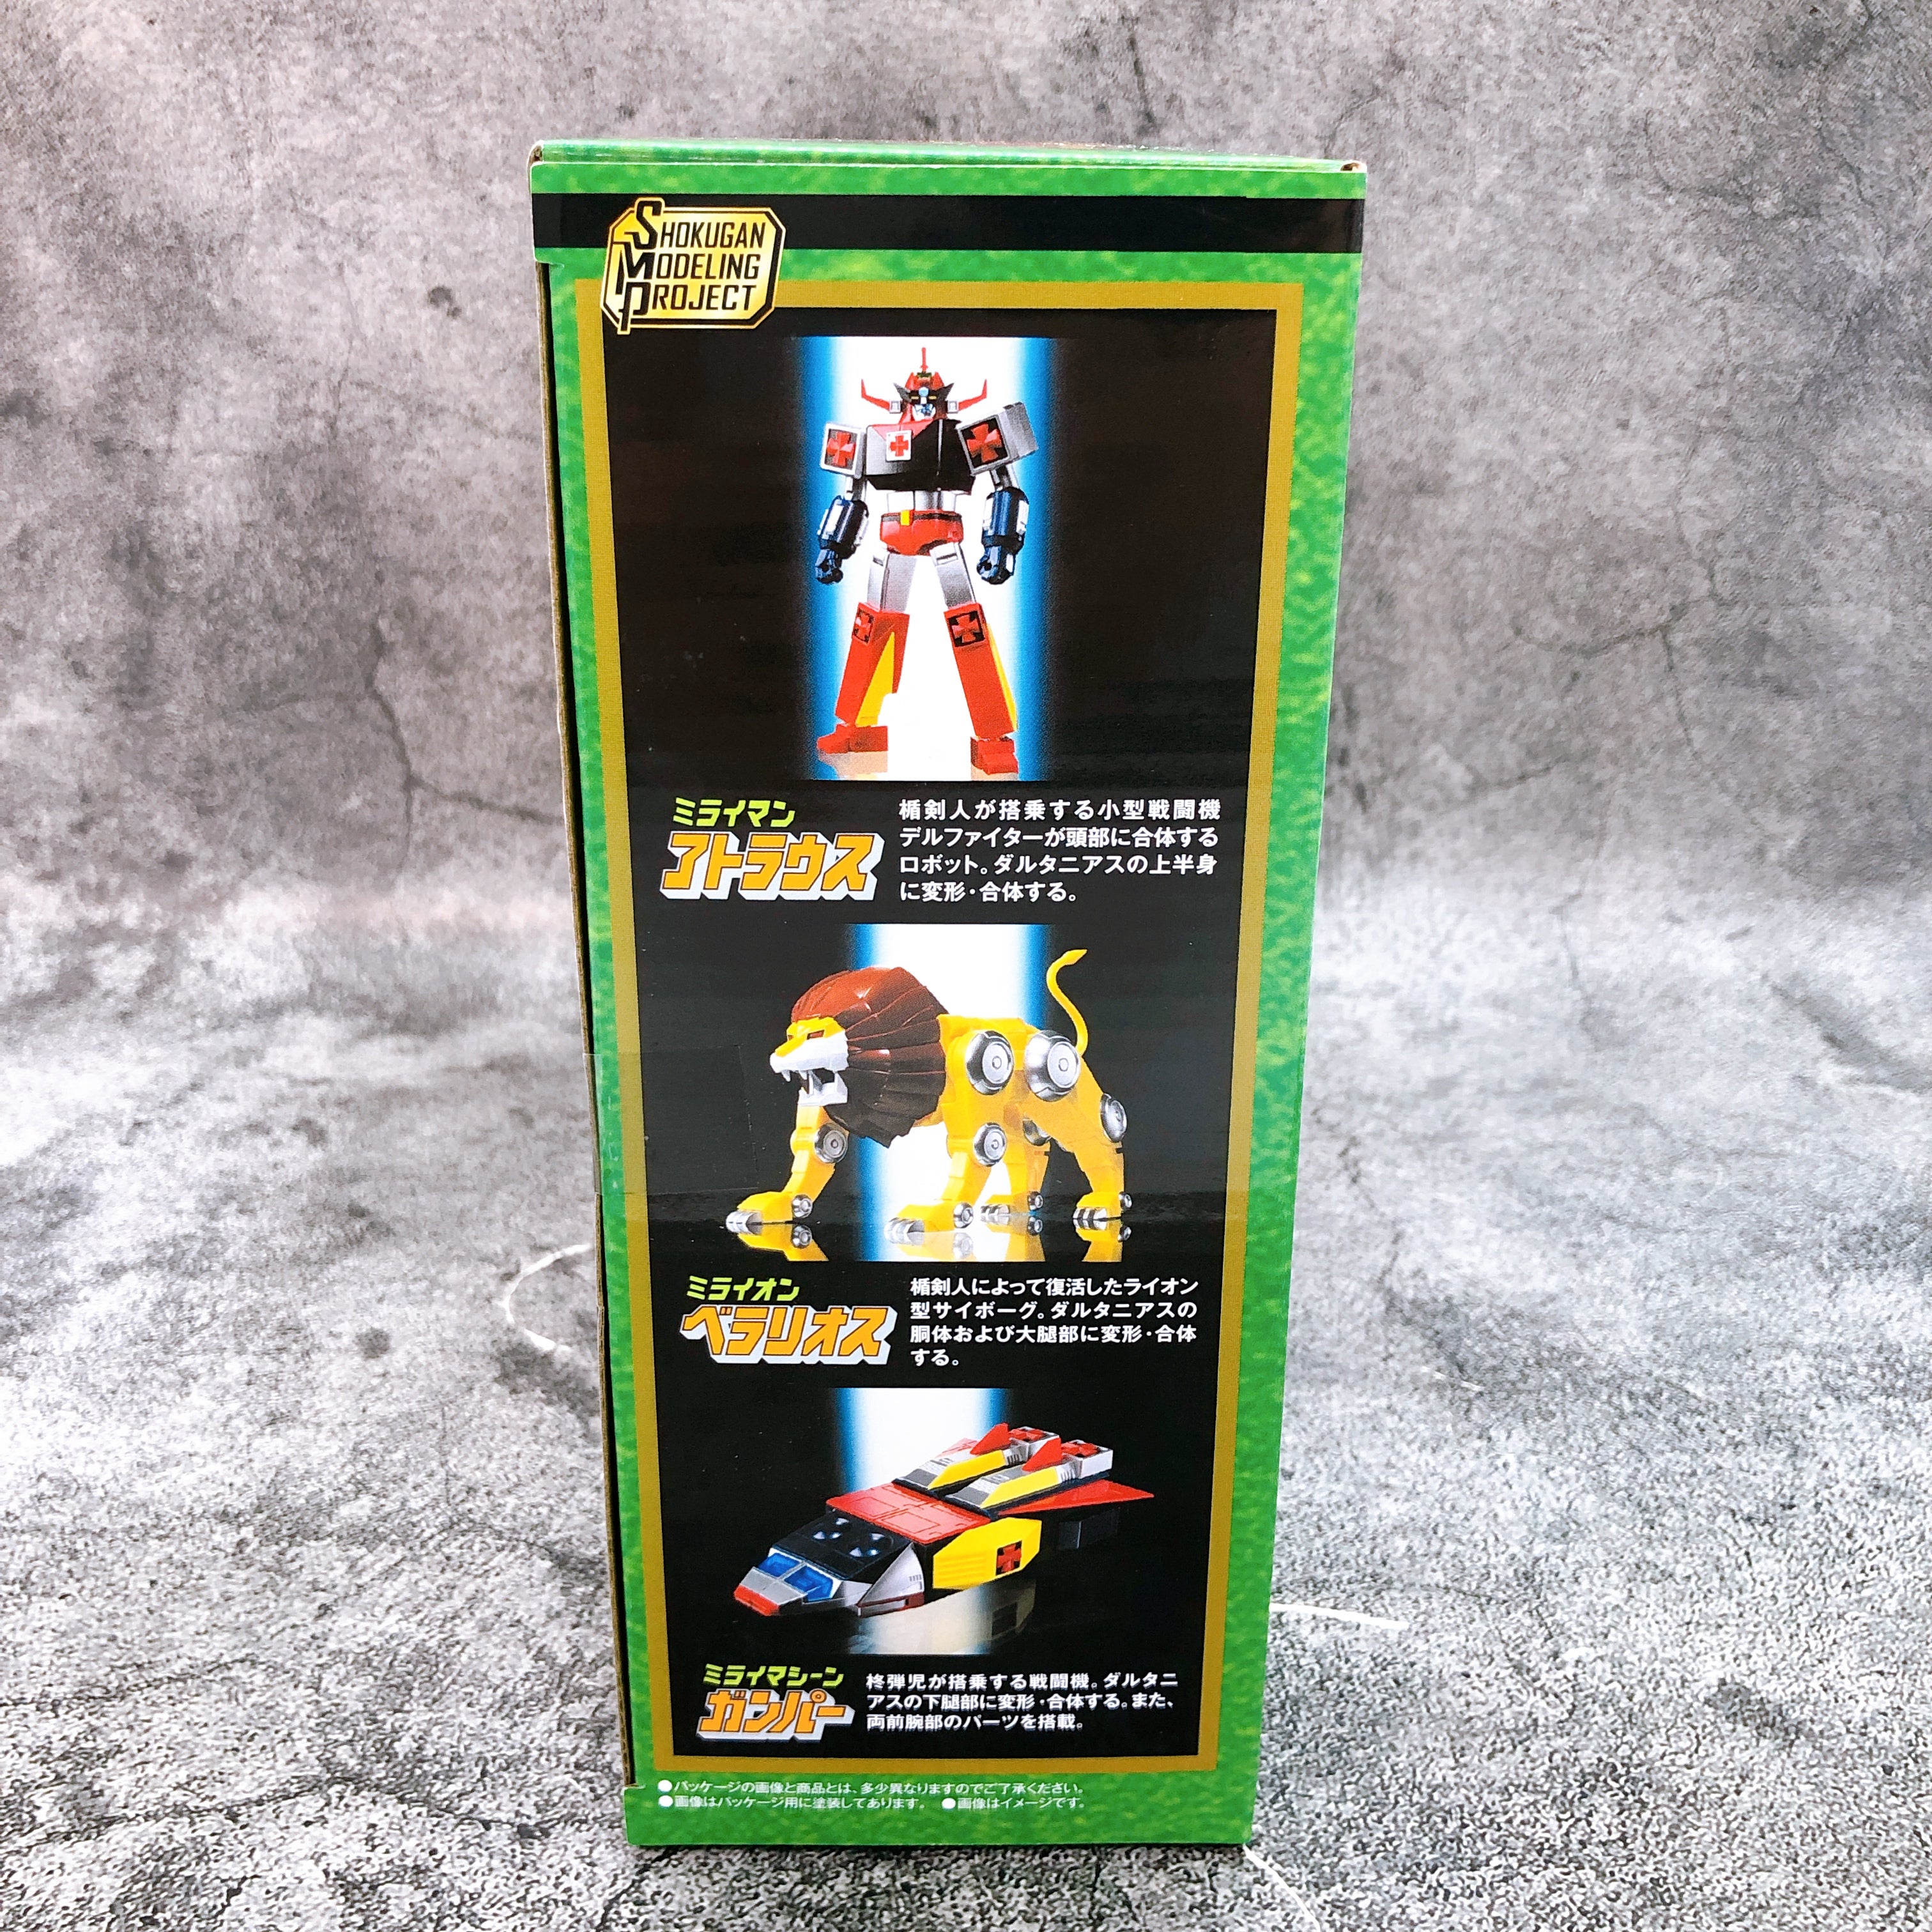 SHOKUGAN
MODELING
PROJECT
ミライマン
アトラウス
楯剣人が搭乗する小型戦闘機
デルファイターが頭部に合体する
ロボット。ダルタニアスの上半身
に変形・合体する。
ミライオン
ベラリオス
楯剣人によって復活したライオン
型サイボーグ。ダルタニアスの
胴体および大腿部に変形・合体
する。
ミライマシーン
ガンパー
柊弾児が搭乗する戦闘機。ダルタニ
アスの下腿部に変形・合体する。また、
両前腕部のパーツを搭載。
●パッケージの画像と商品とは、多少異なりますのでご了承ください。
●画像はパッケージ用に塗装してあります。 ●画像はイメージです。